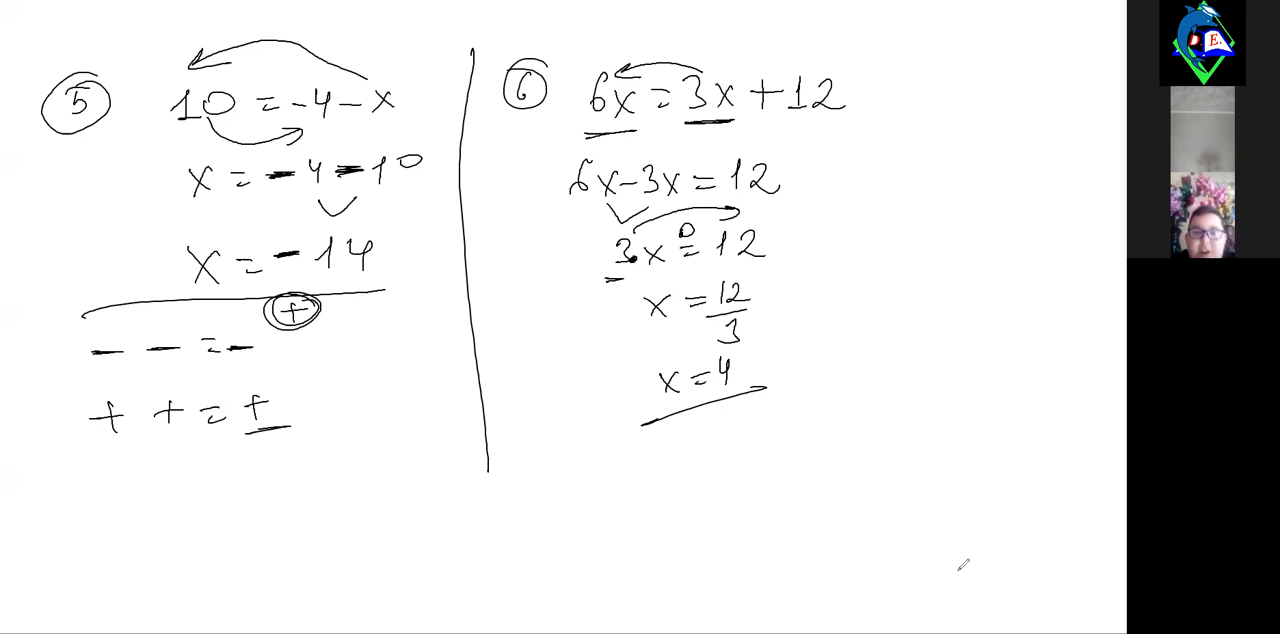 5
10 = -4 - x
x = -4 - 10
x = -14
+
- - = -
+ + = +
6
6x = 3x + 12
6x - 3x = 12
3x = 12
x = 12/3
x = 4
D. E.